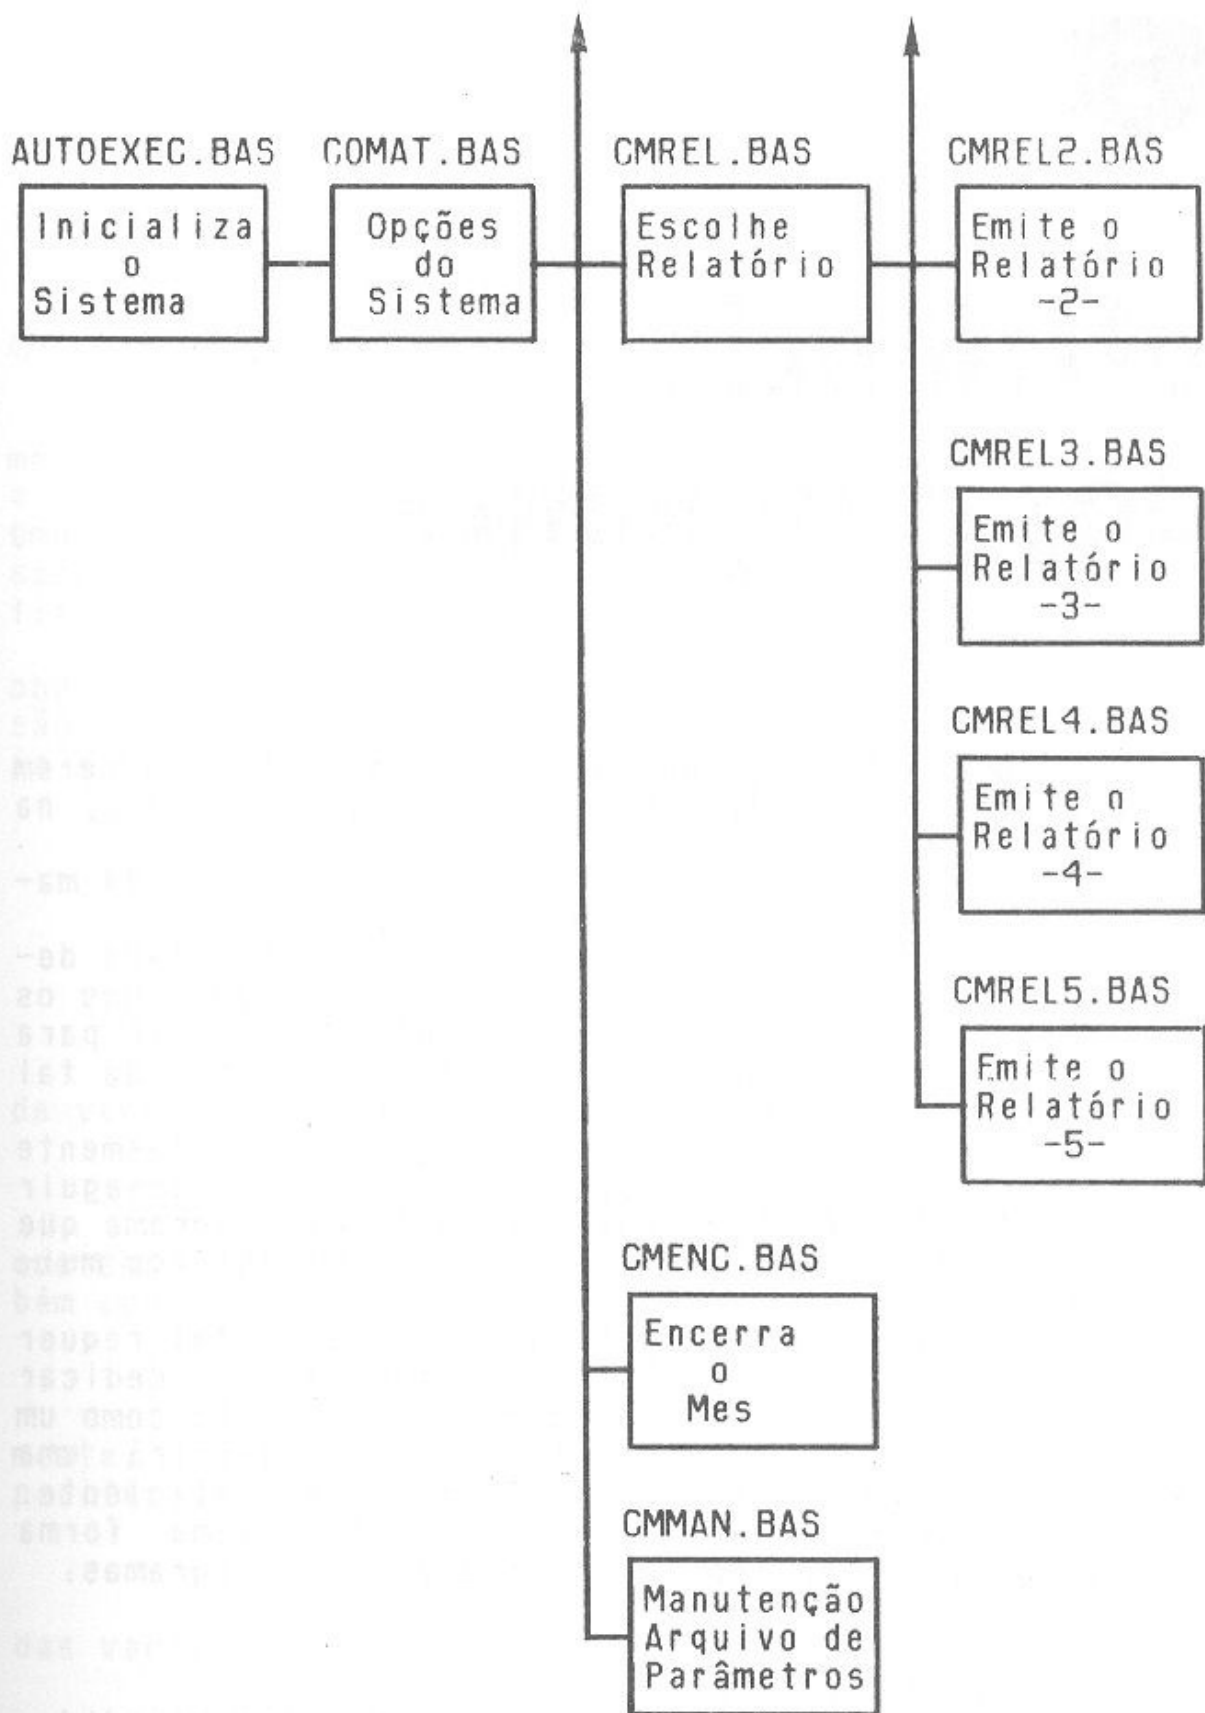 AUTOEXEC.BAS
Inicializa
o
Sistema
COMAT.BAS
Opções
do
Sistema
CMREL.BAS
Escolhe
Relatório
CMREL2.BAS
Emite o
Relatório
-2-
CMREL3.BAS
Emite o
Relatório
-3-
CMREL4.BAS
Emite o
Relatório
-4-
CMREL5.BAS
Emite o
Relatório
-5-
CMENC.BAS
Encerra
o
Mes
CMMAN.BAS
Manutenção
Arquivo de
Parâmetros